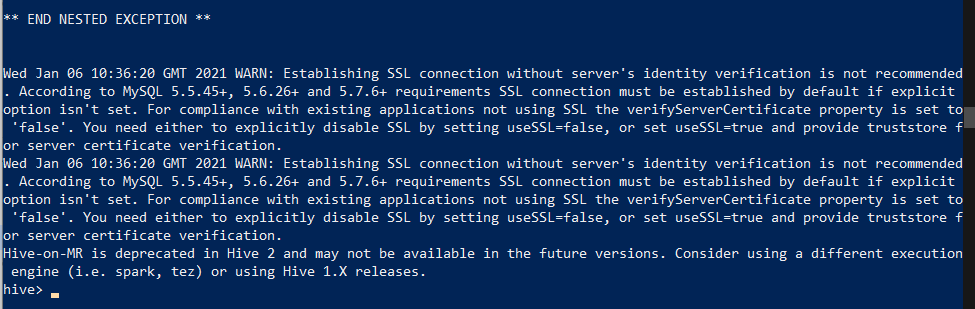 ** END NESTED EXCEPTION **
Wed Jan 06 10:36:20 GMT 2021 WARN: Establishing SSL connection without server's identity verification is not recommended
. According to MySQL 5.5.45+, 5.6.26+ and 5.7.6+ requirements SSL connection must be established by default if explicit
option isn't set. For compliance with existing applications not using SSL the verifyServerCertificate property is set to
 'false'. You need either to explicitly disable SSL by setting useSSL=false, or set useSSL=true and provide truststore f
or server certificate verification.
Wed Jan 06 10:36:20 GMT 2021 WARN: Establishing SSL connection without server's identity verification is not recommended
. According to MySQL 5.5.45+, 5.6.26+ and 5.7.6+ requirements SSL connection must be established by default if explicit
option isn't set. For compliance with existing applications not using SSL the verifyServerCertificate property is set to
 'false'. You need either to explicitly disable SSL by setting useSSL=false, or set useSSL=true and provide truststore f
or server certificate verification.
Hive-on-MR is deprecated in Hive 2 and may not be available in the future versions. Consider using a different execution
 engine (i.e. spark, tez) or using Hive 1.X releases.
hive>